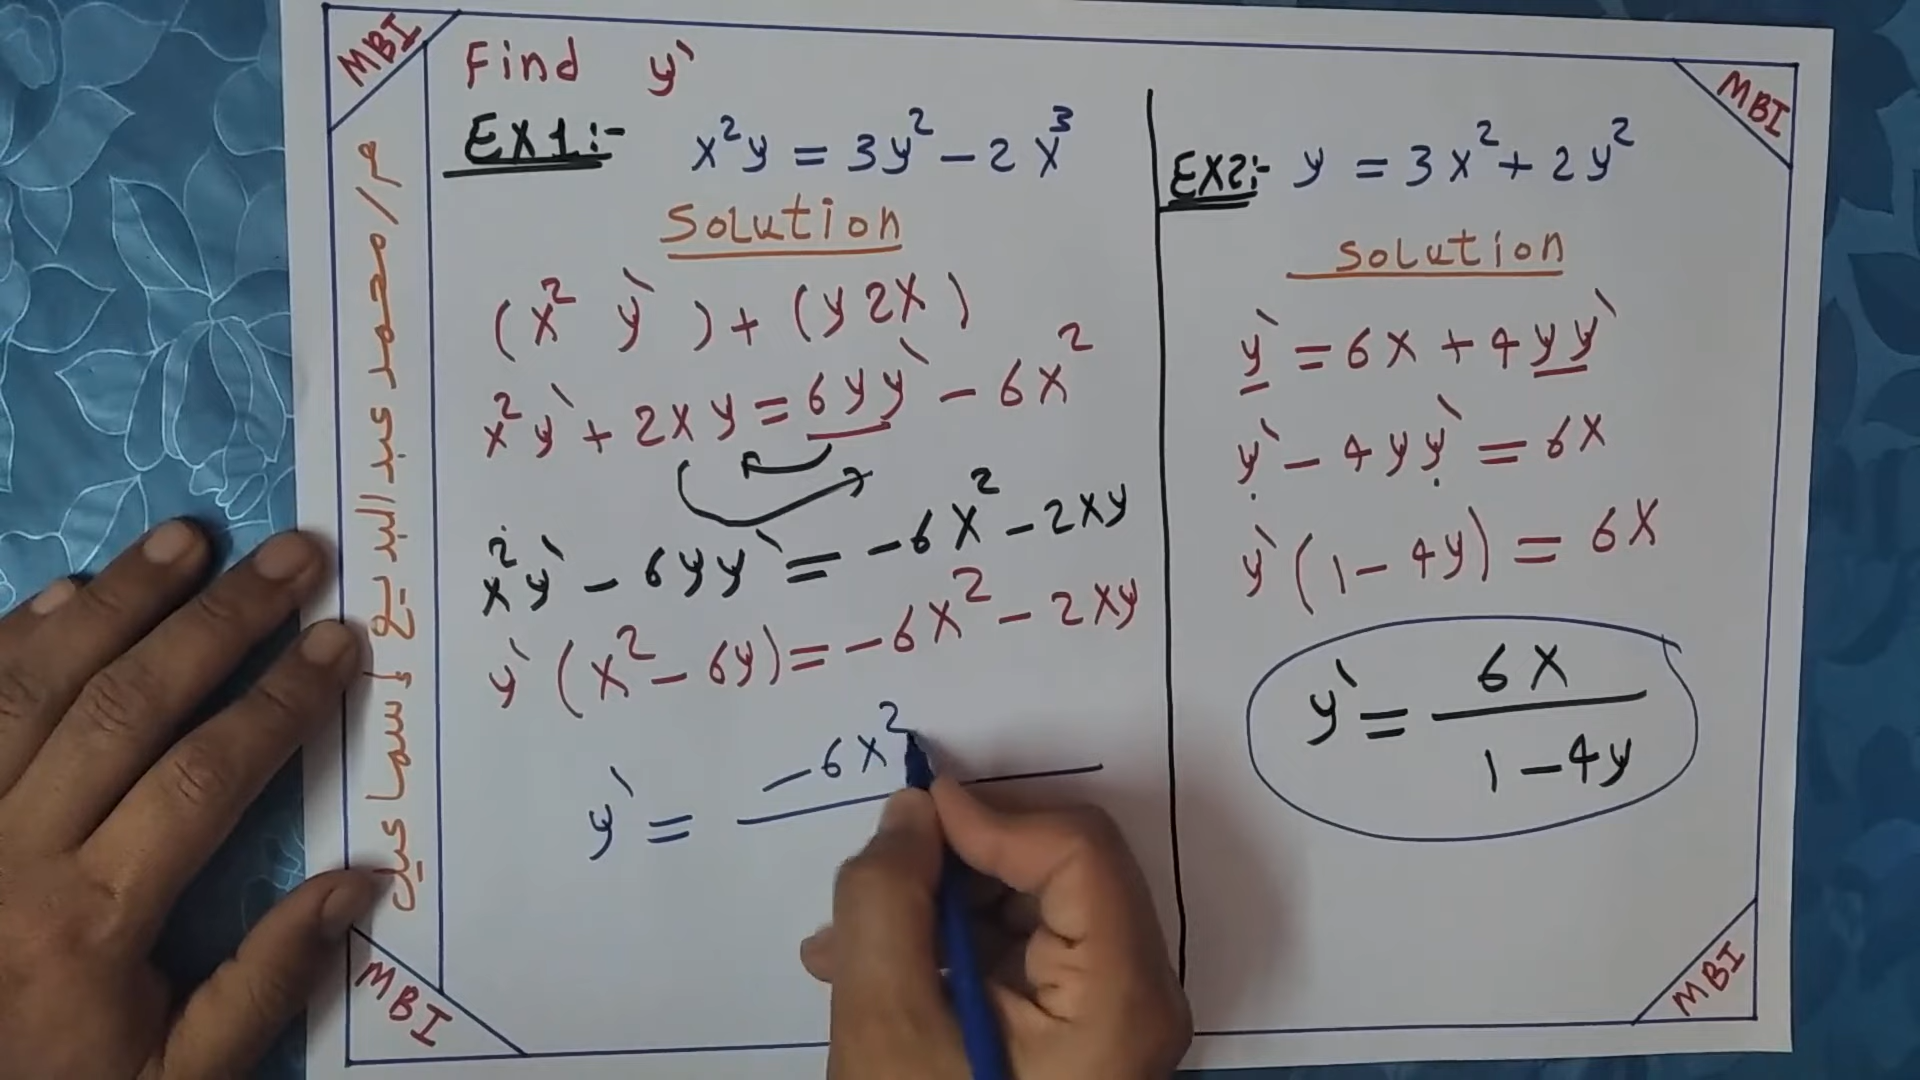 MBI
MBI
م/محمد عبد البديع إسماعيل
Find y`
EX1:- x²y = 3y² - 2x³
Solution
(x² y`) + (y2x)
x²y` + 2xy = 6yy` - 6x²
x²y` - 6yy` = -6x² - 2xy
y`(x² - 6y) = -6x² - 2xy
y` = -6x²
EX2:- y = 3x² + 2y²
solution
y` = 6x + 4yy`
y` - 4yy` = 6x
y`(1 - 4y) = 6x
y` = 6x
1 - 4y
MBI
MBI